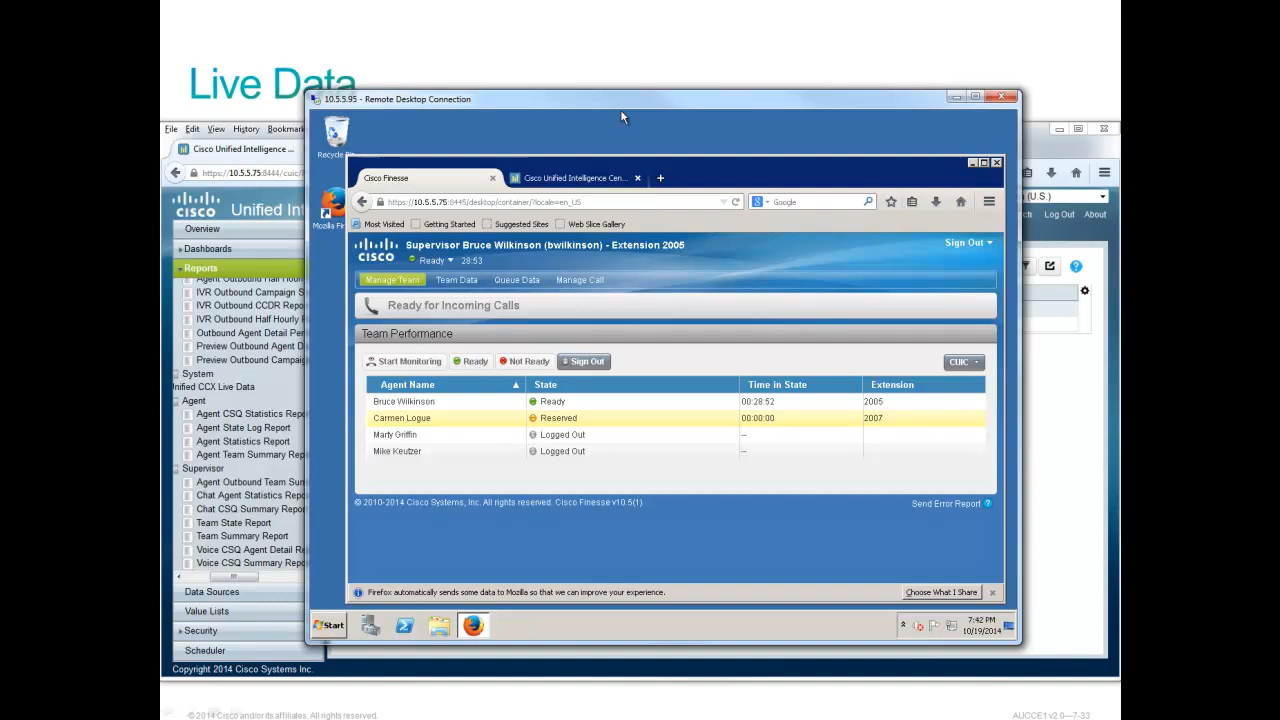 Live Data
10.5.5.95 - Remote Desktop Connection
File Edit View History Bookmark
Cisco Unified Intelligence ...
https://10.5.5.75:8444/cuic
CISCO Unified Int
(U.S.)
Log Out About
Overview
Dashboards
Reports
IVR Outbound Campaign S
IVR Outbound CCDR Repor
IVR Outbound Half Hourly R
Outbound Agent Detail Per
Preview Outbound Agent D
Preview Outbound Campaig
System
Unified CCX Live Data
Agent
Agent CSQ Statistics Repo
Agent State Log Report
Agent Statistics Report
Agent Team Summary Repo
Supervisor
Agent Outbound Team Sum
Chat Agent Statistics Repo
Chat CSQ Summary Report
Team State Report
Team Summary Report
Voice CSQ Agent Detail Re
Voice CSQ Summary Repo
Data Sources
Value Lists
Security
Scheduler
Copyright 2014 Cisco Systems Inc.
Recycle
Mozilla Fire
Cisco Finesse
Cisco Unified Intelligence Cen...
https://10.5.5.75:8445/desktop/container/?locale=en_US
Google
Most Visited Getting Started Suggested Sites Web Slice Gallery
CISCO
Supervisor Bruce Wilkinson (bwilkinson) - Extension 2005
Sign Out
Ready 28:53
Manage Team Team Data Queue Data Manage Call
Ready for Incoming Calls
Team Performance
Start Monitoring Ready Not Ready Sign Out CUIC
Agent Name State Time in State Extension
Bruce Wilkinson Ready 00:28:52 2005
Carmen Logue Reserved 00:00:00 2007
Marty Griffin Logged Out --
Mike Keutzer Logged Out --
© 2010-2014 Cisco Systems, Inc. All rights reserved. Cisco Finesse v10.5(1)
Send Error Report
Firefox automatically sends some data to Mozilla so that we can improve your experience.
Choose What I Share
Start
7:42 PM
10/19/2014
© 2014 Cisco and/or its affiliates. All rights reserved.
AUCCE1 v2.0—7-33